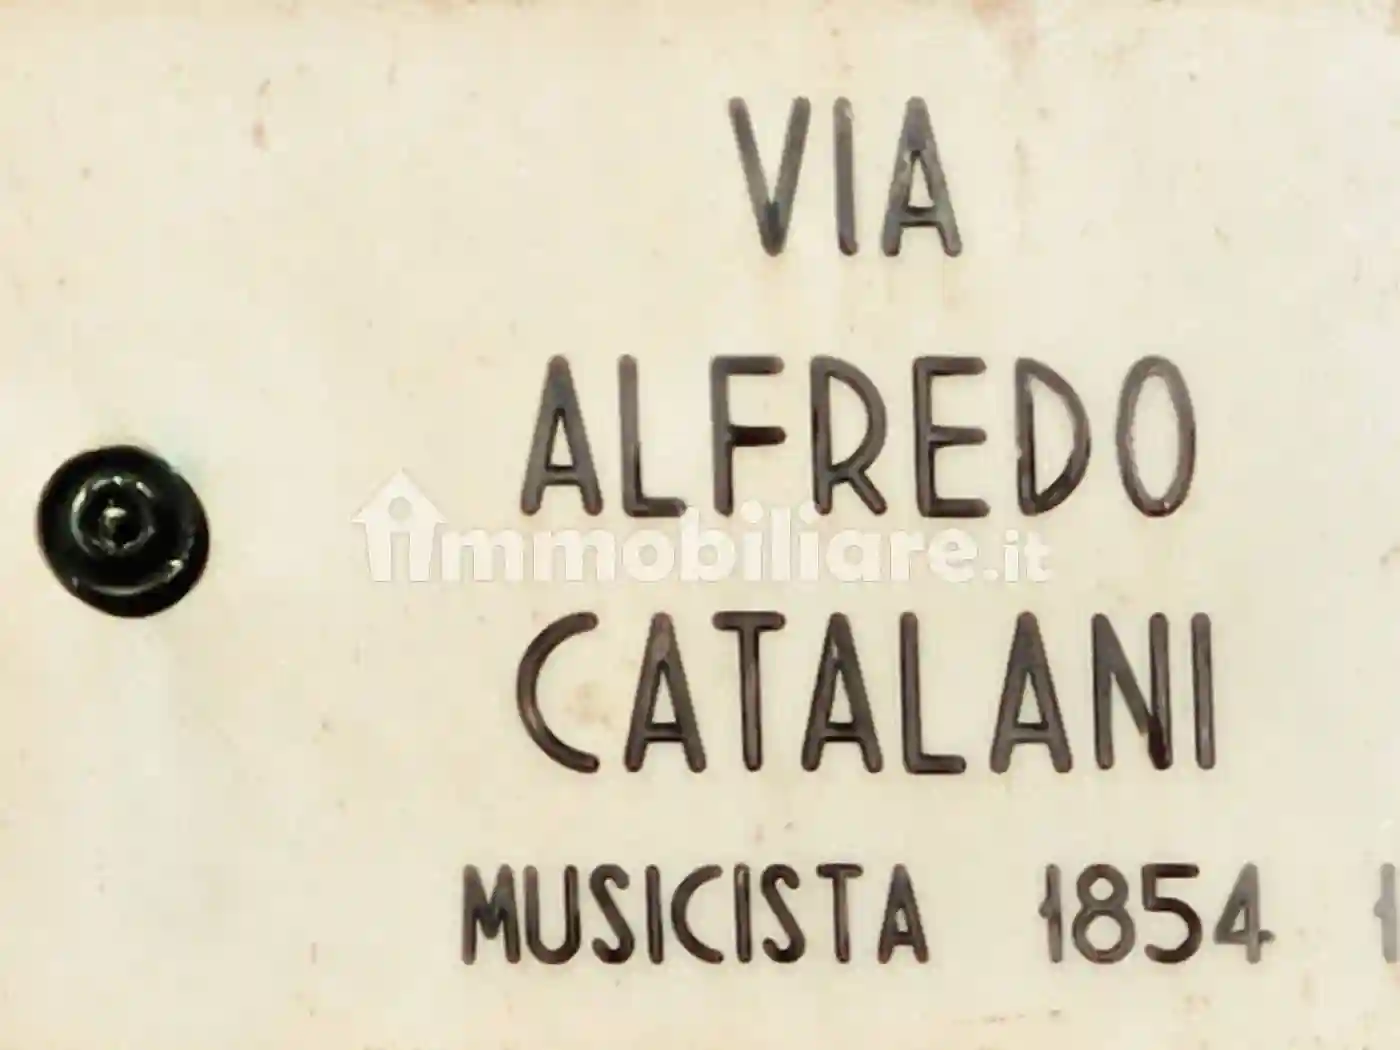 VIA
ALFREDO
immobiliare.it
CATALANI
MUSICISTA 1854